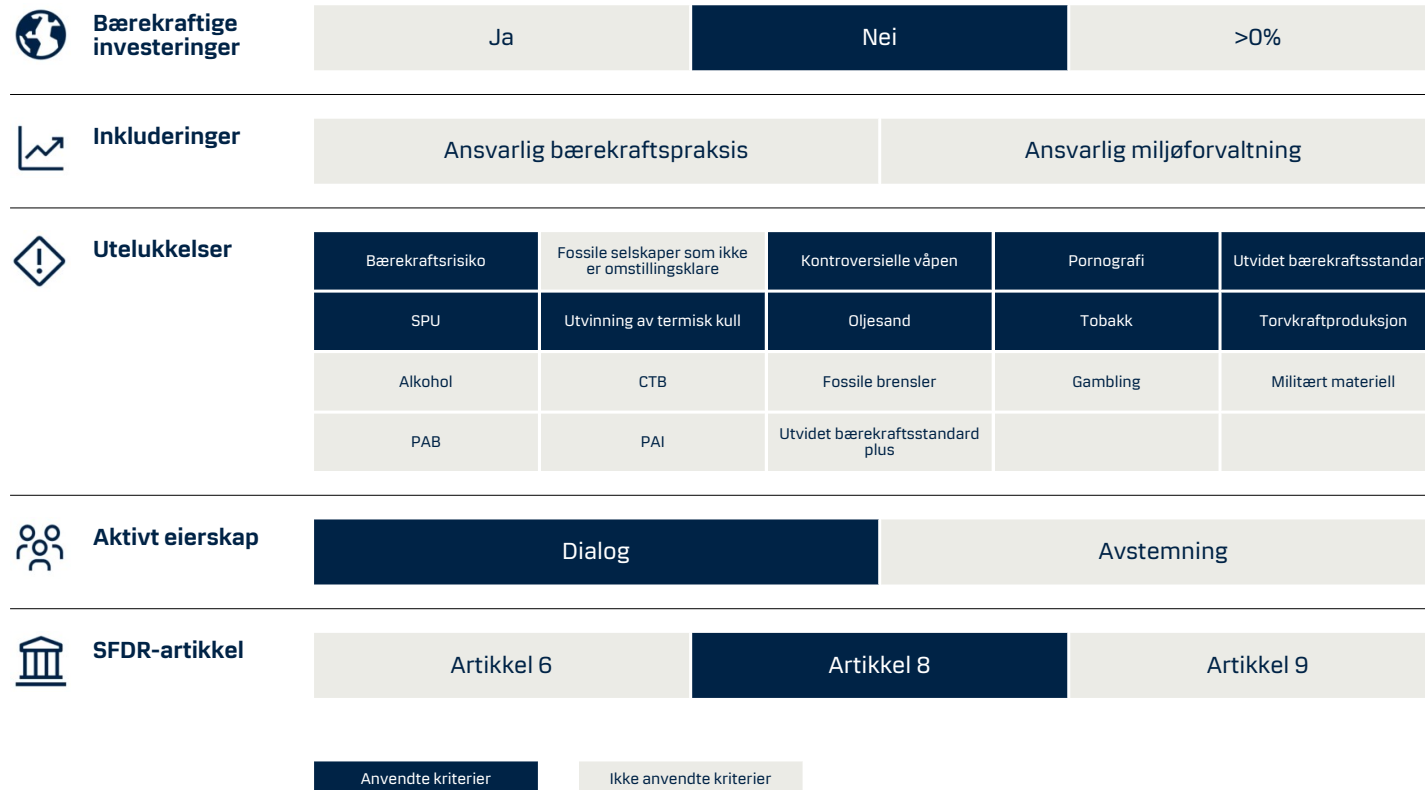 Bærekraftige
investeringer
Ja
Nei
>0%
Inkluderinger
Ansvarlig bærekraftspraksis
Ansvarlig miljøforvaltning
Utelukkelser
Bærekraftsrisiko
Fossile selskaper som ikke
er omstillingsklare
Kontroversielle våpen
Pornografi
Utvidet bærekraftsstandar
SPU
Utvinning av termisk kull
Oljesand
Tobakk
Torvkraftproduksjon
Alkohol
CTB
Fossile brensler
Gambling
Militært materiell
PAB
PAI
Utvidet bærekraftsstandard
plus
Aktivt eierskap
Dialog
Avstemning
SFDR-artikkel
Artikkel 6
Artikkel 8
Artikkel 9
Anvendte kriterier
Ikke anvendte kriterier